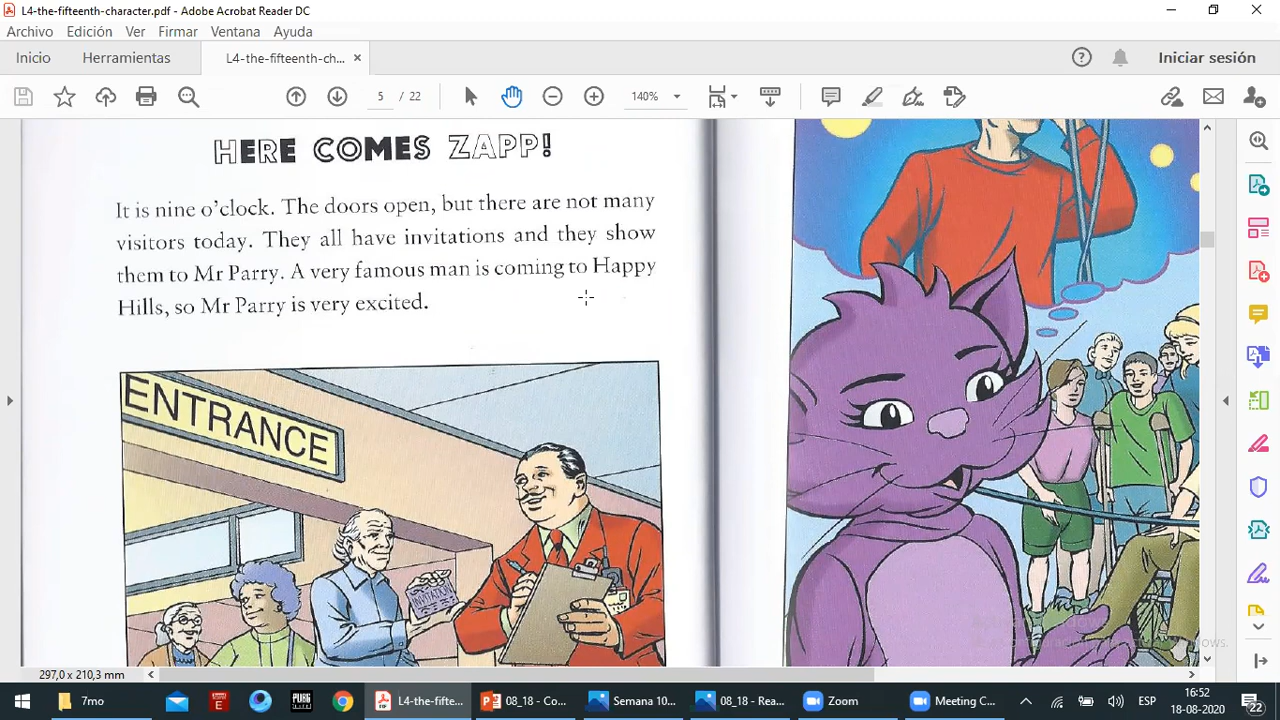 L4-the-fifteenth-character.pdf - Adobe Acrobat Reader DC
Archivo Edición Ver Firmar Ventana Ayuda
Inicio Herramientas L4-the-fifteenth-ch... × Iniciar sesión
5 / 22 140%
HERE COMES ZAPP!
It is nine o'clock. The doors open, but there are not many
visitors today. They all have invitations and they show
them to Mr Parry. A very famous man is coming to Happy
Hills, so Mr Parry is very excited.
ENTRANCE
INVITATION
297,0 x 210,3 mm
7mo L4-the-fifte... 08_18 - Co... Semana 10... 08_18 - Rea... Zoom Meeting C... ESP 16:52
18-08-2020
22